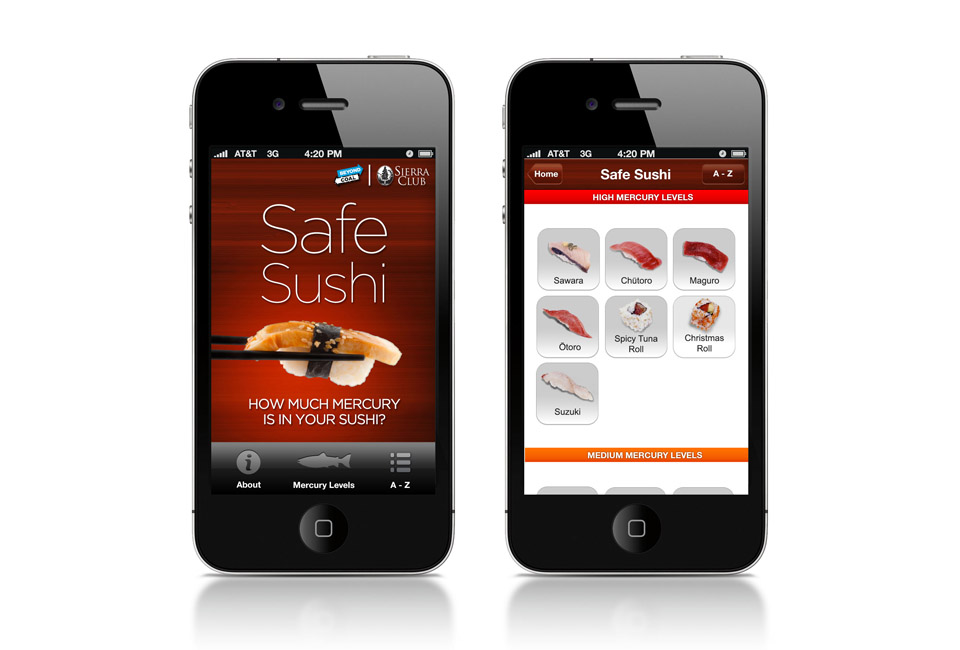 AT&T 3G 4:20 PM
BEYOND
COAL
SIERRA
CLUB
Safe
Sushi
HOW MUCH MERCURY
IS IN YOUR SUSHI?
About Mercury Levels A - Z
AT&T 3G 4:20 PM
Home Safe Sushi A - Z
HIGH MERCURY LEVELS
Sawara Chūtoro Maguro
Ōtoro Spicy Tuna
Roll Christmas
Roll
Suzuki
MEDIUM MERCURY LEVELS